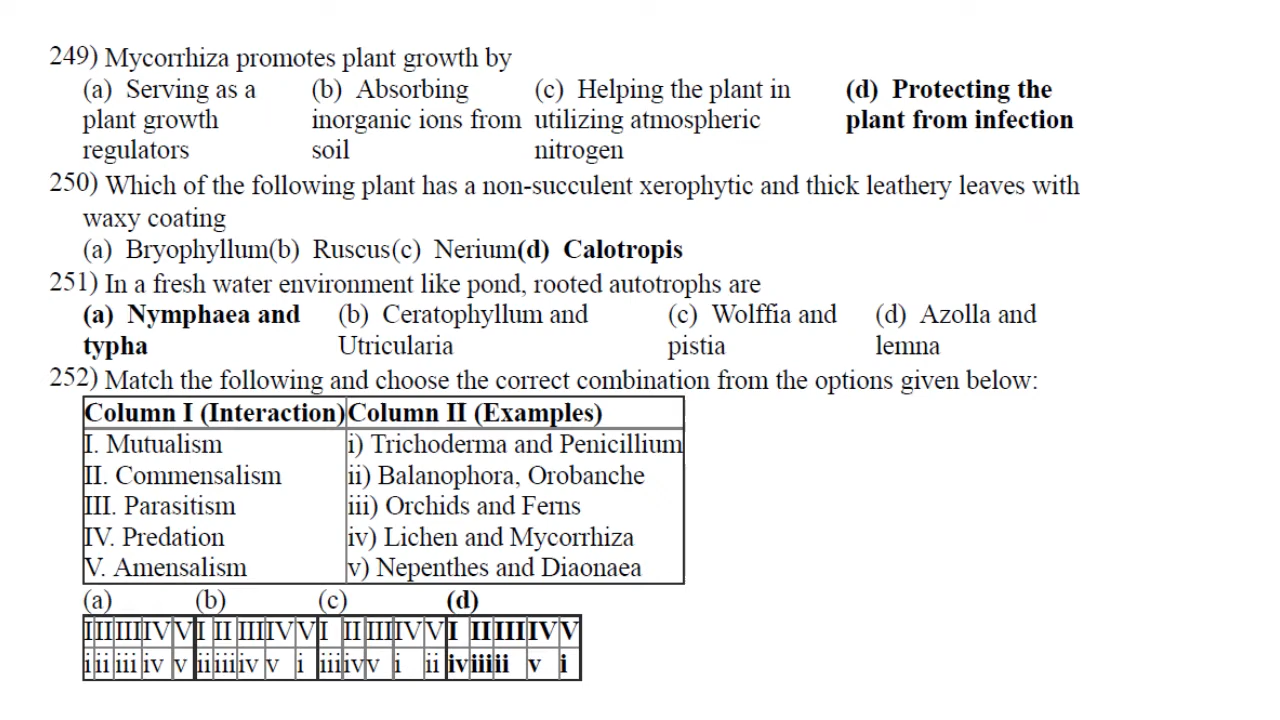 249) Mycorrhiza promotes plant growth by
(a) Serving as a plant growth regulators
(b) Absorbing inorganic ions from soil
(c) Helping the plant in utilizing atmospheric nitrogen
(d) Protecting the plant from infection
250) Which of the following plant has a non-succulent xerophytic and thick leathery leaves with
waxy coating
(a) Bryophyllum(b) Ruscus(c) Nerium(d) Calotropis
251) In a fresh water environment like pond, rooted autotrophs are
(a) Nymphaea and typha
(b) Ceratophyllum and Utricularia
(c) Wolffia and pistia
(d) Azolla and lemna
252) Match the following and choose the correct combination from the options given below:
Column I (Interaction) Column II (Examples)
I. Mutualism i) Trichoderma and Penicillium
II. Commensalism ii) Balanophora, Orobanche
III. Parasitism iii) Orchids and Ferns
IV. Predation iv) Lichen and Mycorrhiza
V. Amensalism v) Nepenthes and Diaonaea
(a) (b) (c) (d)
I II III IV V I II III IV V I II III IV V I II III IV V
i ii iii iv v ii iii iv v i iii iv v i ii iv iii ii v i